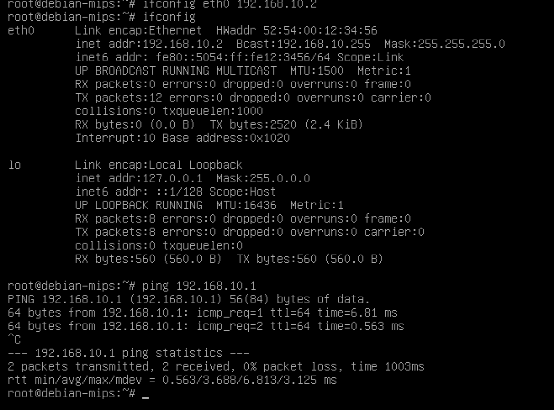 root@debian-mips:~# ifconfig eth0 192.168.10.2
root@debian-mips:~# ifconfig
eth0 Link encap:Ethernet HWaddr 52:54:00:12:34:56
inet addr:192.168.10.2 Bcast:192.168.10.255 Mask:255.255.255.0
inet6 addr: fe80::5054:ff:fe12:3456/64 Scope:Link
UP BROADCAST RUNNING MULTICAST MTU:1500 Metric:1
RX packets:0 errors:0 dropped:0 overruns:0 frame:0
TX packets:12 errors:0 dropped:0 overruns:0 carrier:0
collisions:0 txqueuelen:1000
RX bytes:0 (0.0 B) TX bytes:2520 (2.4 KiB)
Interrupt:10 Base address:0x1020
lo Link encap:Local Loopback
inet addr:127.0.0.1 Mask:255.0.0.0
inet6 addr: ::1/128 Scope:Host
UP LOOPBACK RUNNING MTU:16436 Metric:1
RX packets:8 errors:0 dropped:0 overruns:0 frame:0
TX packets:8 errors:0 dropped:0 overruns:0 carrier:0
collisions:0 txqueuelen:0
RX bytes:560 (560.0 B) TX bytes:560 (560.0 B)
root@debian-mips:~# ping 192.168.10.1
PING 192.168.10.1 (192.168.10.1) 56(84) bytes of data.
64 bytes from 192.168.10.1: icmp_req=1 ttl=64 time=6.81 ms
64 bytes from 192.168.10.1: icmp_req=2 ttl=64 time=0.563 ms
^C
--- 192.168.10.1 ping statistics ---
2 packets transmitted, 2 received, 0% packet loss, time 1003ms
rtt min/avg/max/mdev = 0.563/3.688/6.813/3.125 ms
root@debian-mips:~# _